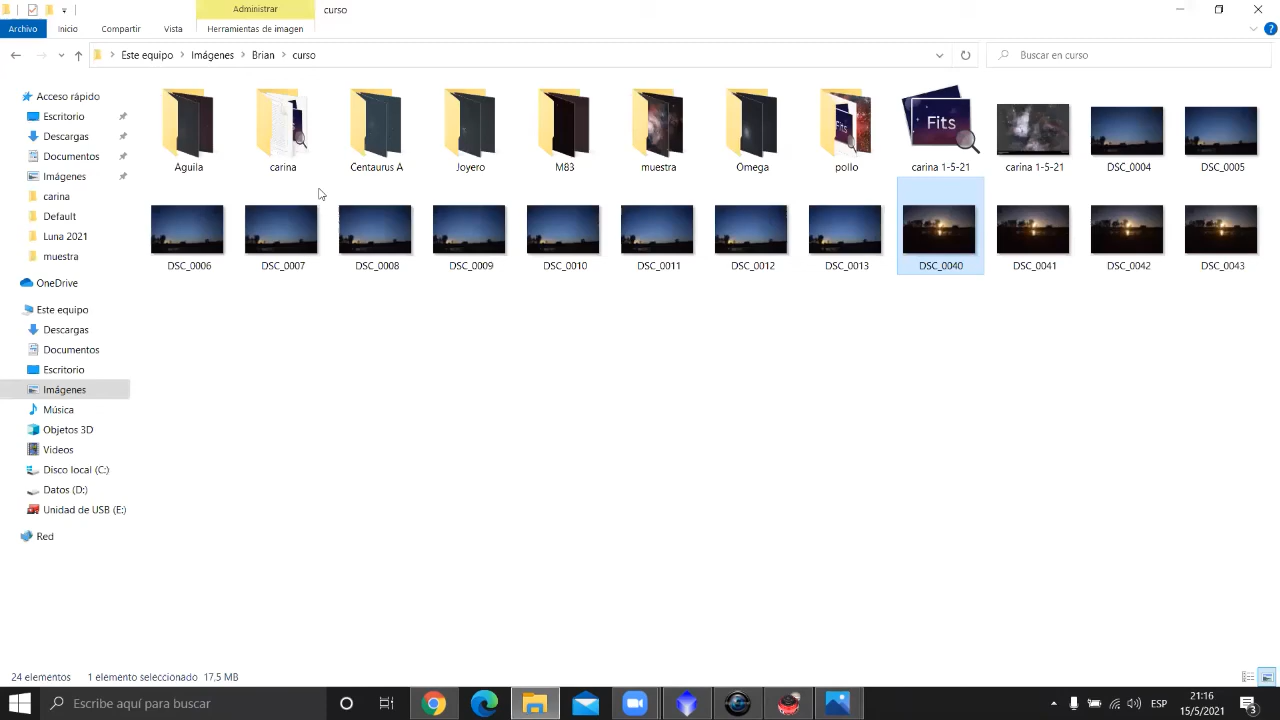 Administrar
curso
Archivo
Inicio
Compartir
Vista
Herramientas de imagen
Este equipo
Imágenes
Brian
curso
Buscar en curso
Acceso rápido
Escritorio
Descargas
Documentos
Imágenes
carina
Default
Luna 2021
muestra
OneDrive
Este equipo
Descargas
Documentos
Escritorio
Imágenes
Música
Objetos 3D
Videos
Disco local (C:)
Datos (D:)
Unidad de USB (E:)
Red
Aguila
carina
Centaurus A
Joyero
M83
muestra
Omega
Fits
pollo
Fits
carina 1-5-21
carina 1-5-21
DSC_0004
DSC_0005
DSC_0006
DSC_0007
DSC_0008
DSC_0009
DSC_0010
DSC_0011
DSC_0012
DSC_0013
DSC_0040
DSC_0041
DSC_0042
DSC_0043
24 elementos
1 elemento seleccionado 17,5 MB
Escribe aquí para buscar
ESP
21:16
15/5/2021
3